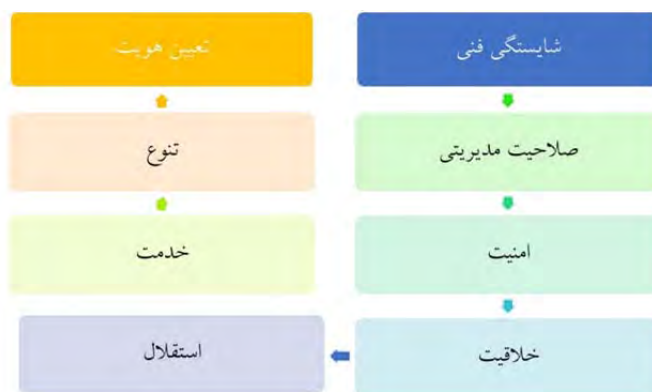 شایستگی فنی
صلاحیت مدیریتی
امنیت
خلاقیت
استقلال
خدمت
تنوع
تعیین هویت